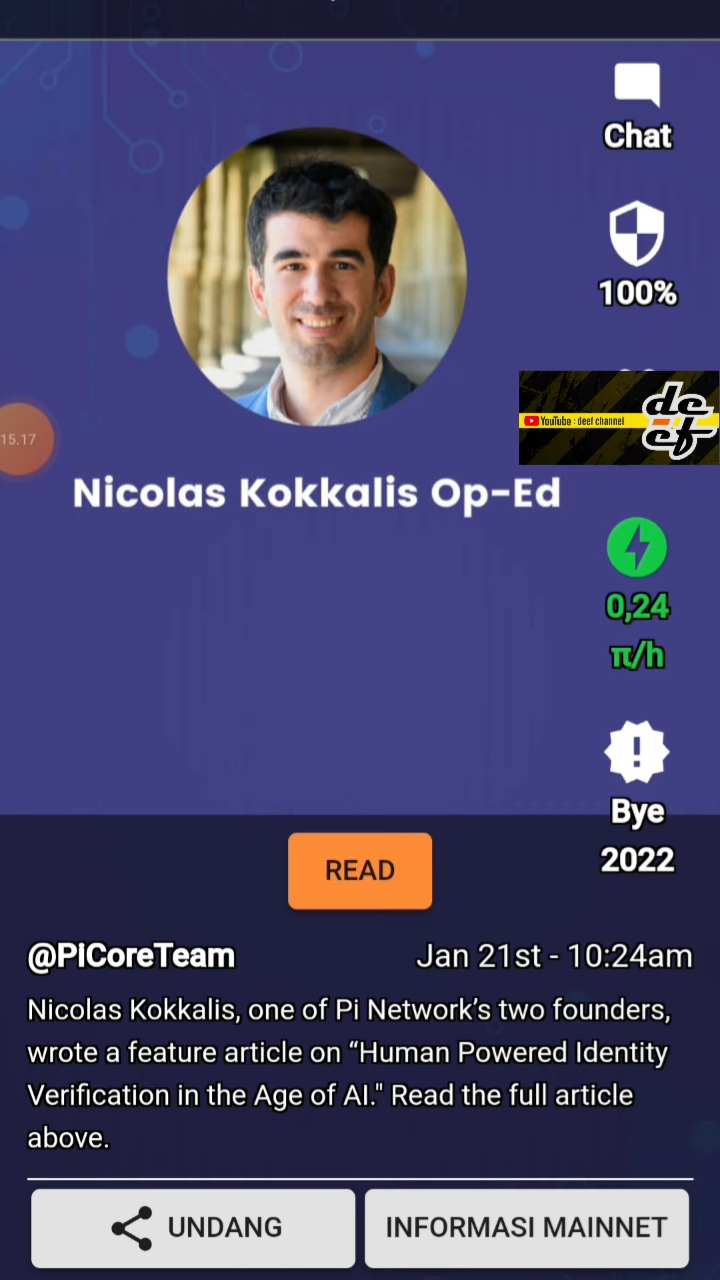 Chat
100%
YouTube : deef channel
de
ef
15.17
Nicolas Kokkalis Op-Ed
0,24
π/h
Bye
2022
READ
@PiCoreTeam
Jan 21st - 10:24am
Nicolas Kokkalis, one of Pi Network’s two founders,
wrote a feature article on “Human Powered Identity
Verification in the Age of AI." Read the full article
above.
UNDANG
INFORMASI MAINNET